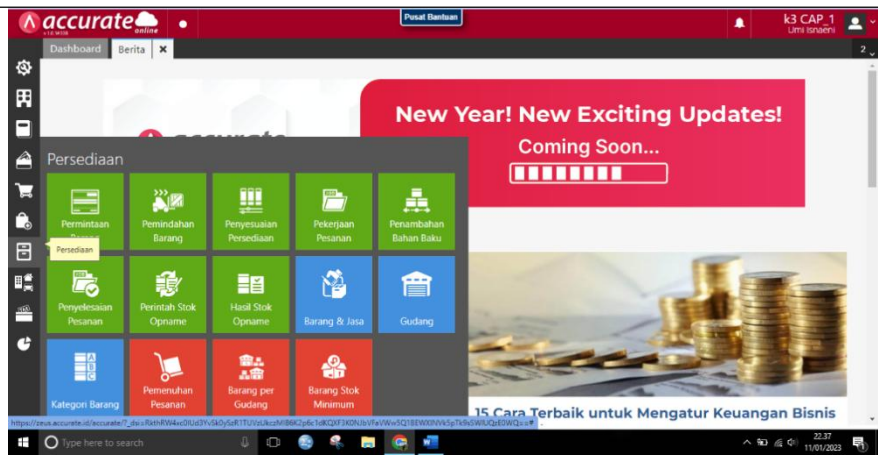 accurate
online
Pusat Bantuan
k3 CAP_1
Umi Isnaeni
Dashboard
Berita
2
New Year! New Exciting Updates!
Coming Soon...
accurate
Persediaan
Permintaan
Barang
Pemindahan
Barang
Penyesuaian
Persediaan
Pekerjaan
Pesanan
Penambahan
Bahan Baku
Persediaan
Penyelesaian
Pesanan
Perintah Stok
Opname
Hasil Stok
Opname
Barang & Jasa
Gudang
Kategori Barang
Pemenuhan
Pesanan
Barang per
Gudang
Barang Stok
Minimum
15 Cara Terbaik untuk Mengatur Keuangan Bisnis
Type here to search
22.37
11/01/2023